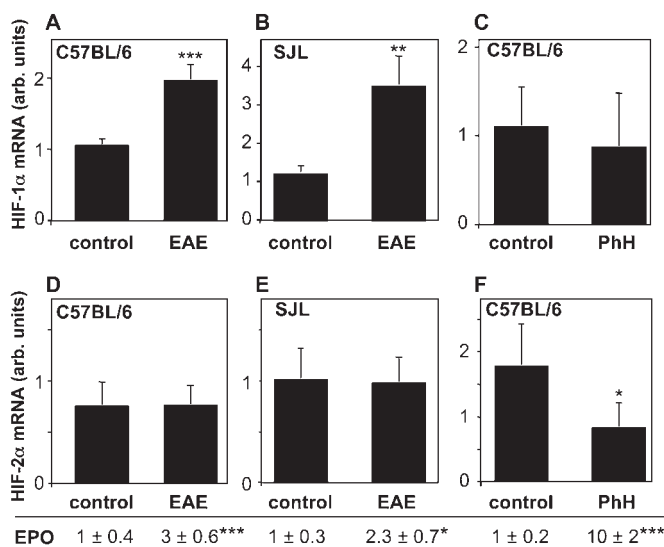 A B C
HIF-1α mRNA (arb. units)
C57BL/6 SJL C57BL/6
*** **
2 4 2
3
1 2 1
1
0 0 0
control EAE control EAE control PhH
D E F
HIF-2α mRNA (arb. units)
C57BL/6 SJL C57BL/6
2
1 1 *
1
0 0 0
control EAE control EAE control PhH
EPO 1 ± 0.4 3 ± 0.6*** 1 ± 0.3 2.3 ± 0.7* 1 ± 0.2 10 ± 2***